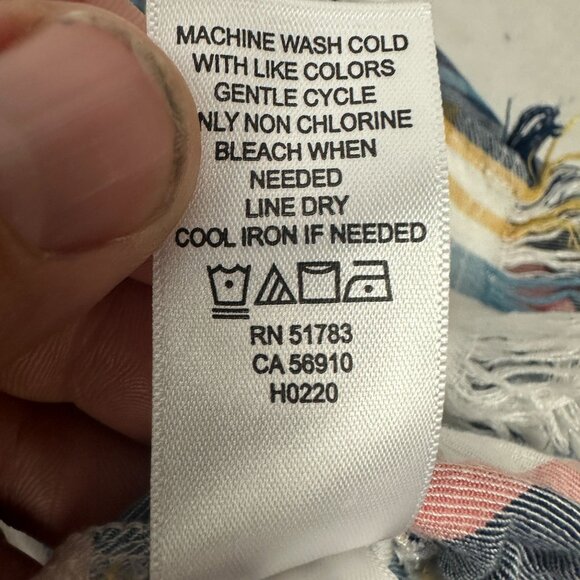 MACHINE WASH COLD
WITH LIKE COLORS
GENTLE CYCLE
NLY NON CHLORINE
BLEACH WHEN
NEEDED
LINE DRY
COOL IRON IF NEEDED
RN 51783
CA 56910
H0220